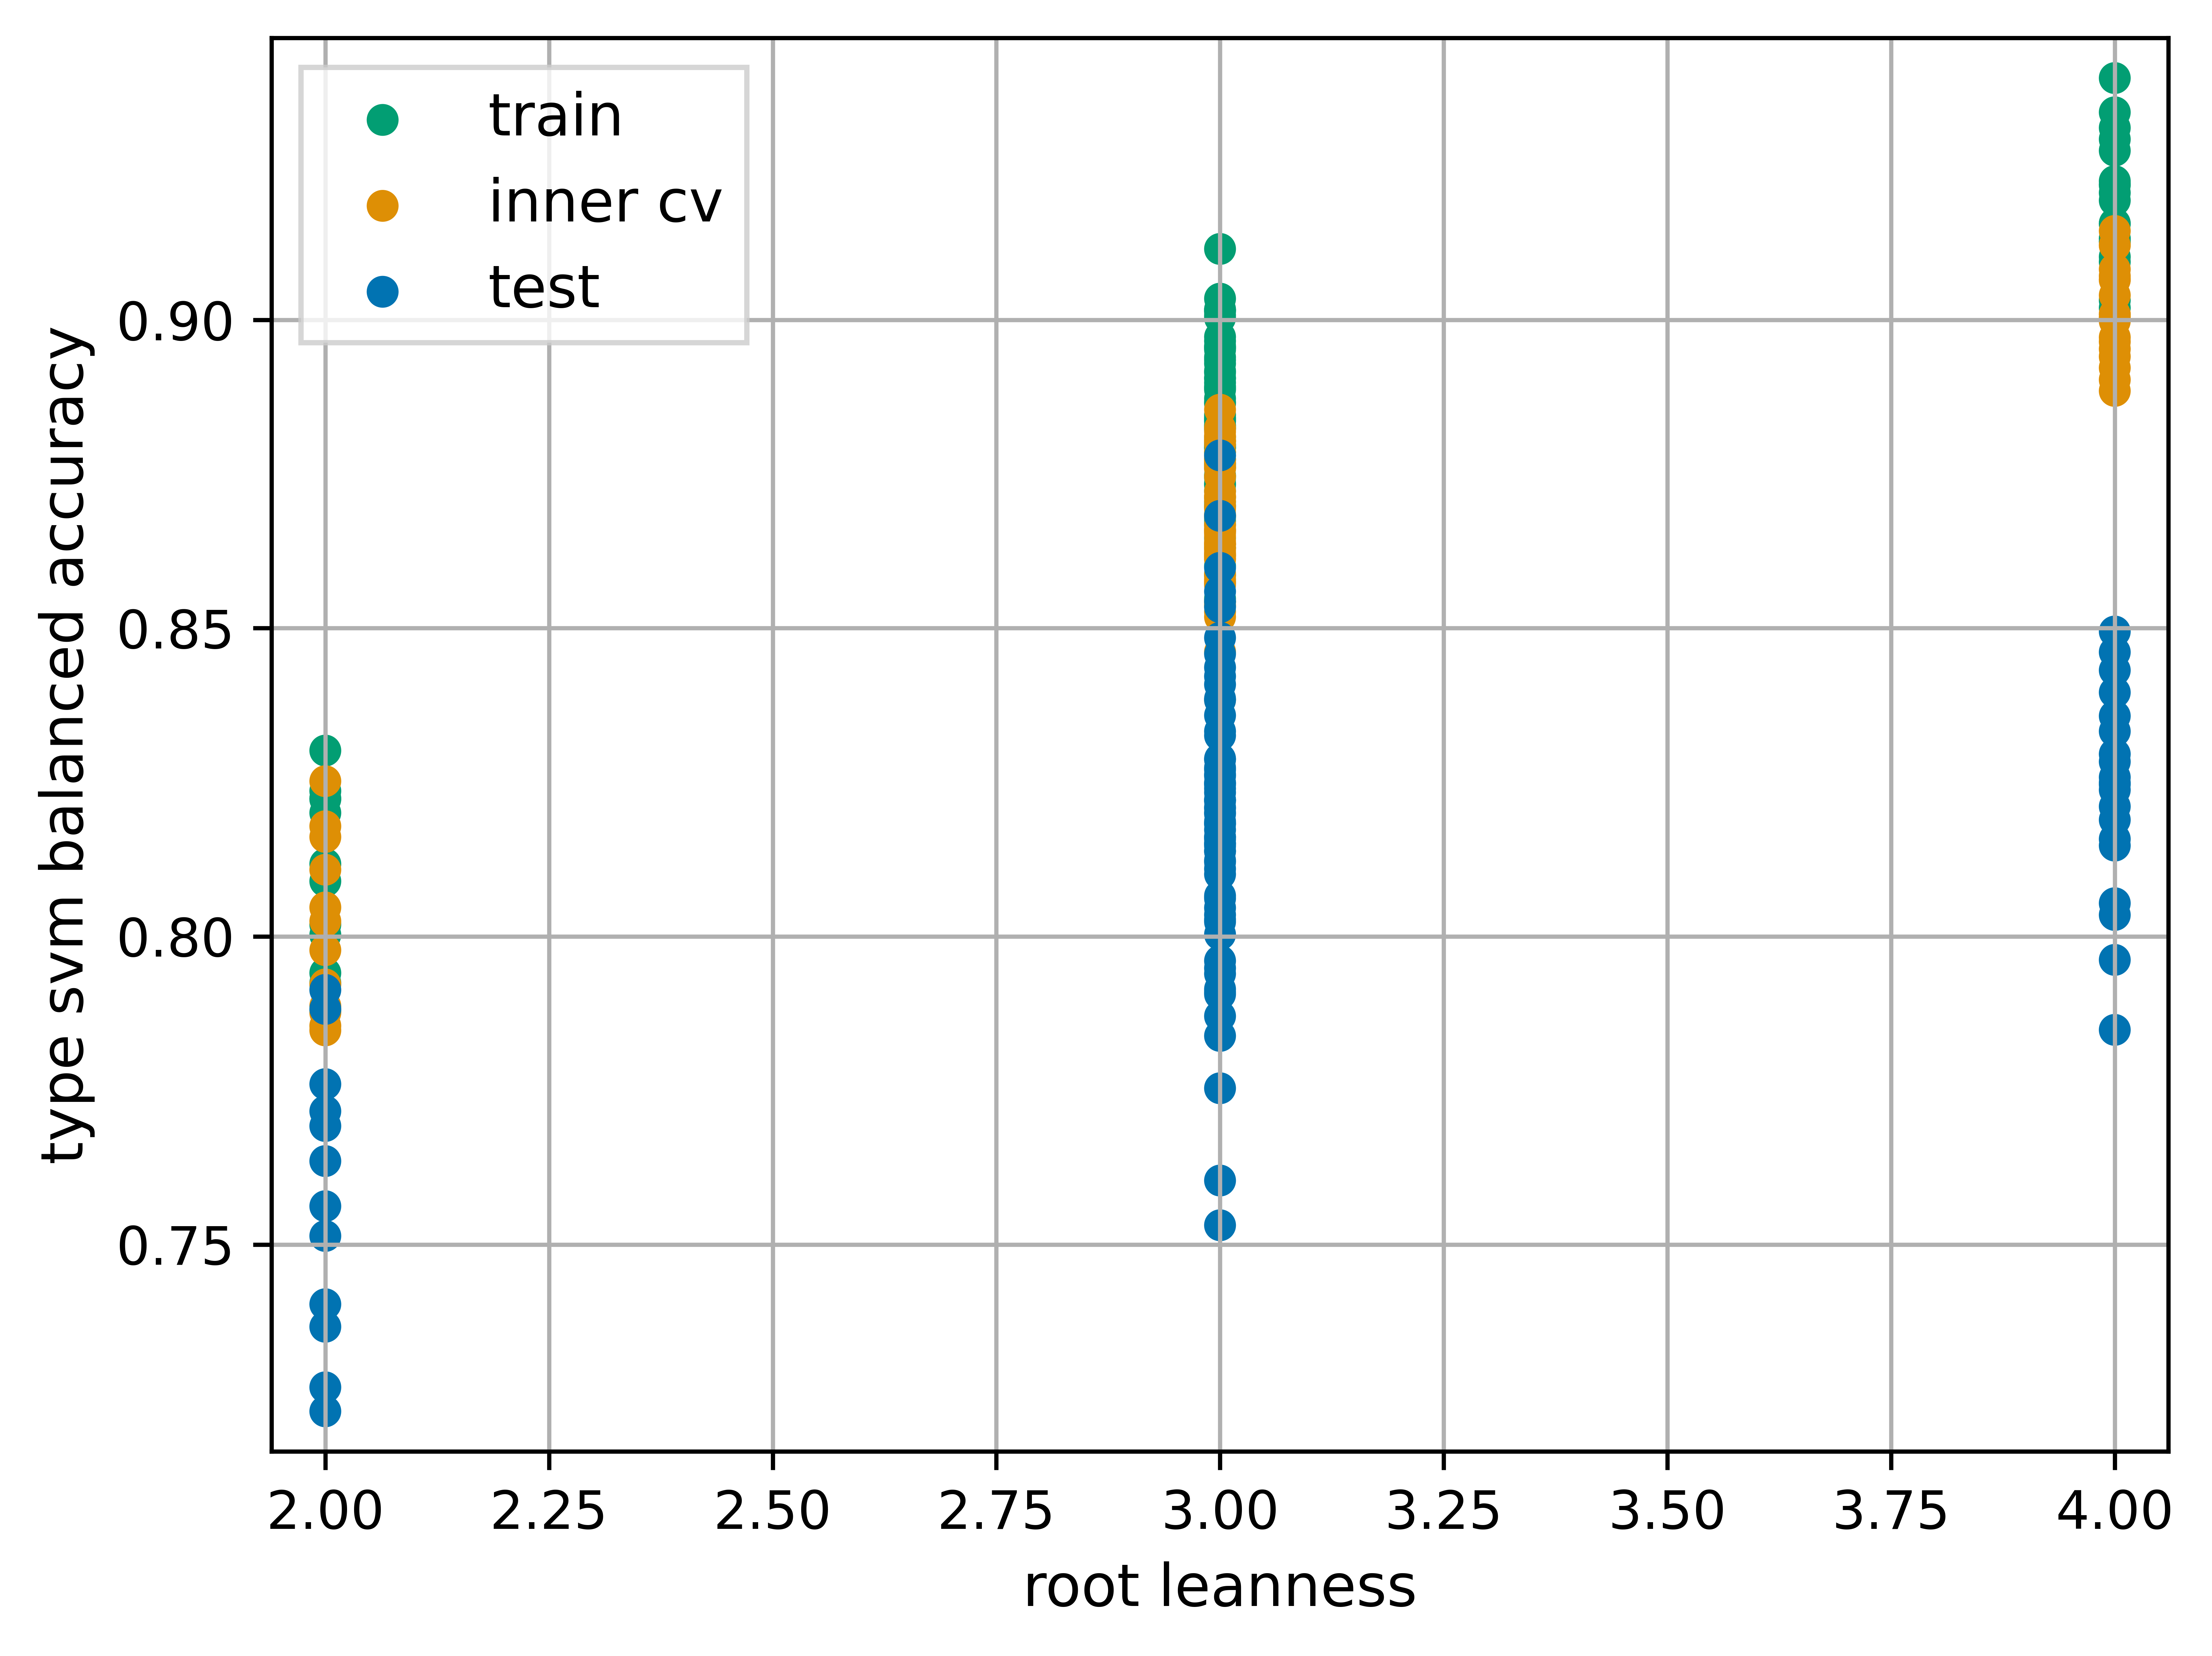 train
inner cv
test
type svm balanced accuracy
0.90
0.85
0.80
0.75
2.00 2.25 2.50 2.75 3.00 3.25 3.50 3.75 4.00
root leanness